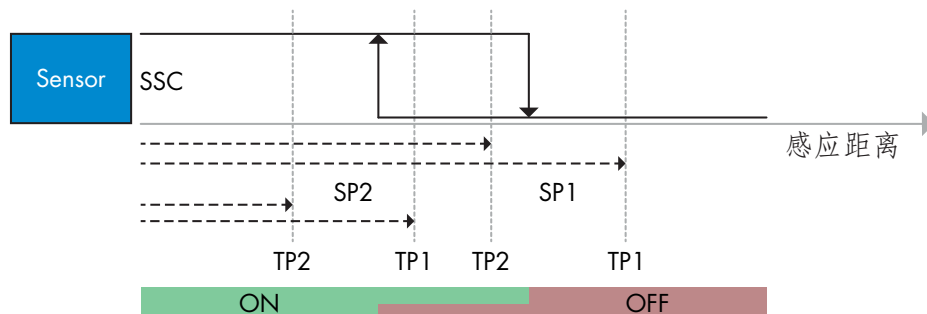 Sensor
SSC
感应距离
SP2 SP1
TP2 TP1 TP2 TP1
ON OFF